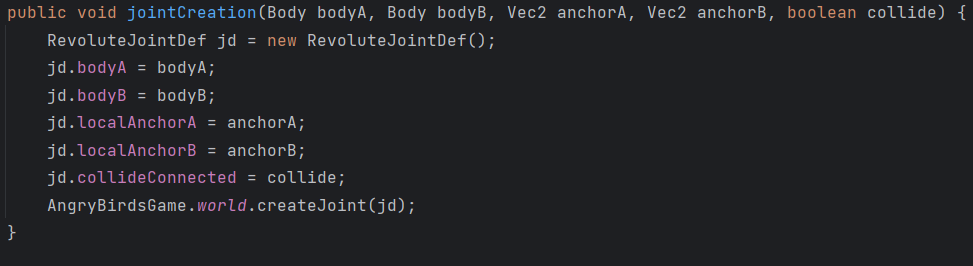 public void jointCreation(Body bodyA, Body bodyB, Vec2 anchorA, Vec2 anchorB, boolean collide) {
    RevoluteJointDef jd = new RevoluteJointDef();
    jd.bodyA = bodyA;
    jd.bodyB = bodyB;
    jd.localAnchorA = anchorA;
    jd.localAnchorB = anchorB;
    jd.collideConnected = collide;
    AngryBirdsGame.world.createJoint(jd);
}